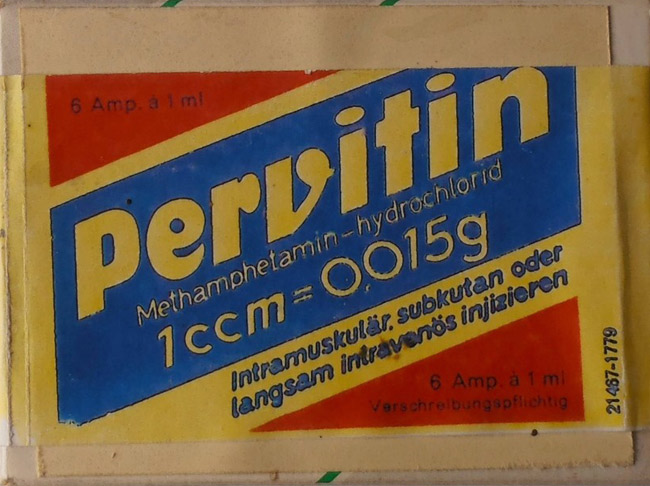 6 Amp. à 1 ml
Pervitin
Methamphetamin-hydrochlorid
1ccm = 0,015g
Intramuskulär, subkutan oder
langsam intravenös injizieren
6 Amp. à 1 ml
Verschreibungspflichtig
21467-1779